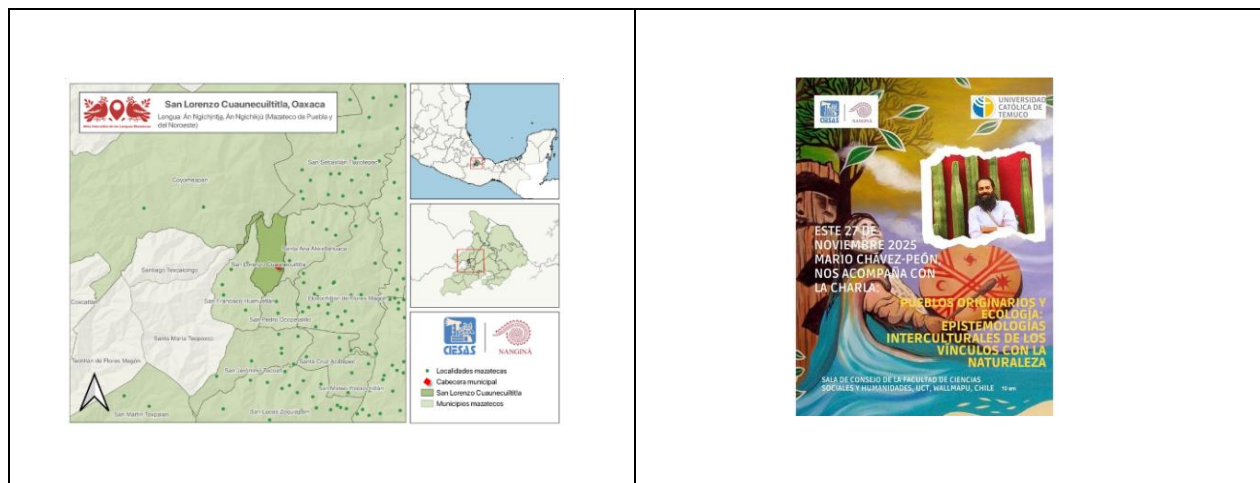 San Lorenzo Cuaunecuiltitla, Oaxaca
Lengua: Án Ngichjntjạ, Án Ngichikjù (Mazateco de Puebla y
del Noroeste)
San Sebastián Tlacotepec
Coyomeapan
Santa Ana Ateixtlahuaca
San Lorenzo Cuaunecuiltitla
Santiago Texcalcingo
Coxcatlán
San Francisco Huehuetlán
Eloxochitlán de Flores Magón
San Pedro Ocopetatillo
Santa María Teopoxco
Teotitlán de Flores Magón
Santa Cruz Acatepec
San Jerónimo Tecoatl
San Mateo Yoloxochitlán
San Martín Toxpalan
San Lucas Zoquiápam
CIESAS
NANGINÁ
Localidades mazatecas
Cabecera municipal
San Lorenzo Cuaunecuiltitla
Municipios mazatecos
CIESAS
NANGINÁ
UNIVERSIDAD
CATÓLICA DE
TEMUCO
ESTE 27 DE
NOVIEMBRE 2025
MARIO CHÁVEZ-PEÓN
NOS ACOMPAÑA CON
LA CHARLA:
PUEBLOS ORIGINARIOS Y
ECOLOGÍA:
EPISTEMOLOGÍAS
INTERCULTURALES DE LOS
VÍNCULOS CON LA
NATURALEZA
SALA DE CONSEJO DE LA FACULTAD DE CIENCIAS
SOCIALES Y HUMANIDADES, UCT, WALLMAPU, CHILE